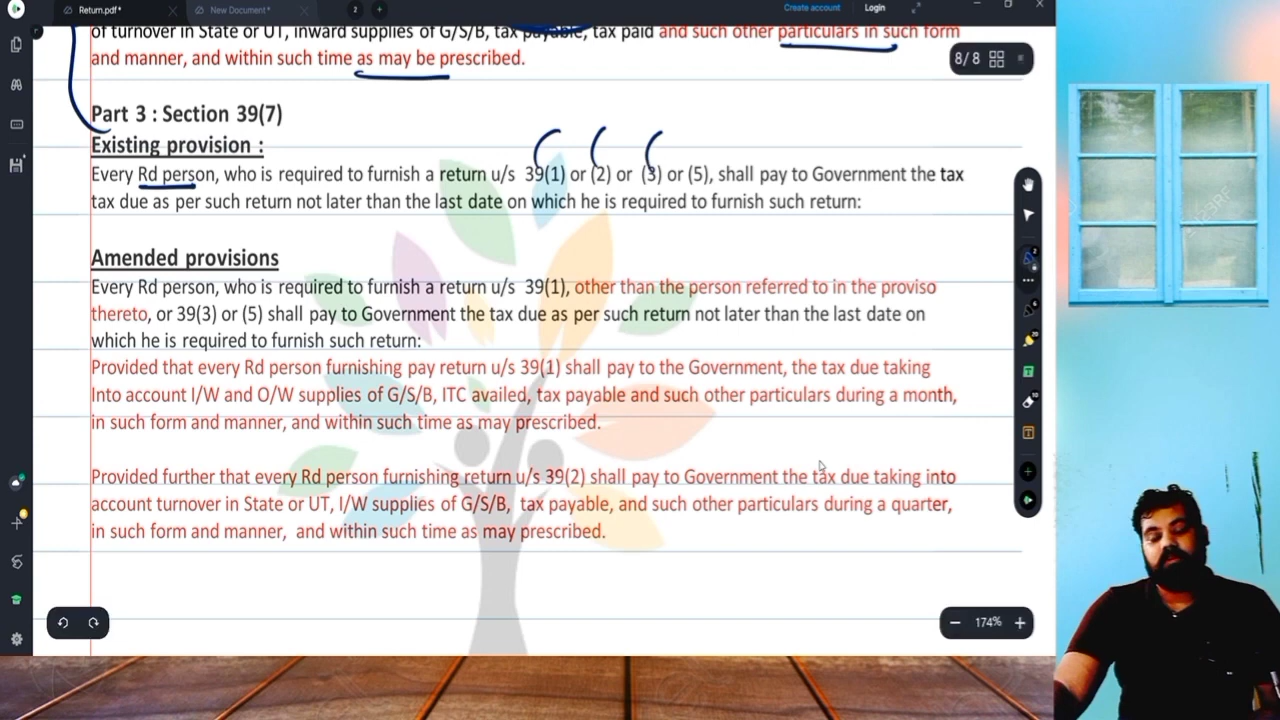 Return.pdf*
New Document*
2
Create account
Login
of turnover in State or UT, inward supplies of G/S/B, tax payable, tax paid and such other particulars in such form
and manner, and within such time as may be prescribed.
8/8
Part 3 : Section 39(7)
Existing provision :
Every Rd person, who is required to furnish a return u/s 39(1) or (2) or (3) or (5), shall pay to Government the tax
tax due as per such return not later than the last date on which he is required to furnish such return:
Amended provisions
Every Rd person, who is required to furnish a return u/s 39(1), other than the person referred to in the proviso
thereto, or 39(3) or (5) shall pay to Government the tax due as per such return not later than the last date on
which he is required to furnish such return:
Provided that every Rd person furnishing pay return u/s 39(1) shall pay to the Government, the tax due taking
Into account I/W and O/W supplies of G/S/B, ITC availed, tax payable and such other particulars during a month,
in such form and manner, and within such time as may prescribed.
Provided further that every Rd person furnishing return u/s 39(2) shall pay to Government the tax due taking into
account turnover in State or UT, I/W supplies of G/S/B, tax payable, and such other particulars during a quarter,
in such form and manner, and within such time as may prescribed.
174%